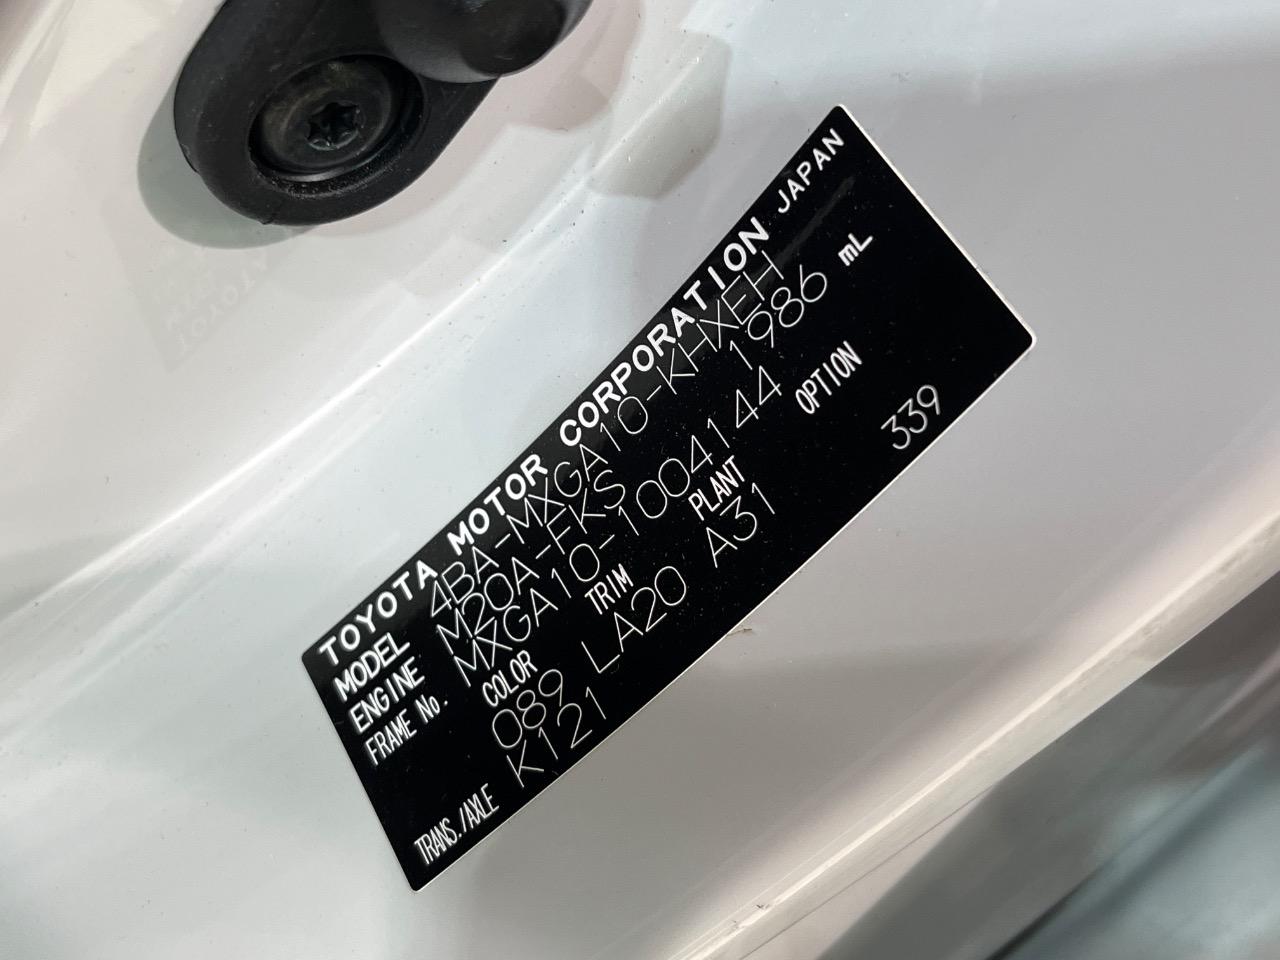 TOYOTA MOTOR CORPORATION JAPAN
MODEL 4BA-MXGA10-KHXEH
ENGINE M20A-FKS 1986 mL
FRAME No. MXGA10-1004144
COLOR TRIM PLANT OPTION
089 LA20 A31 339
TRANS./AXLE K121